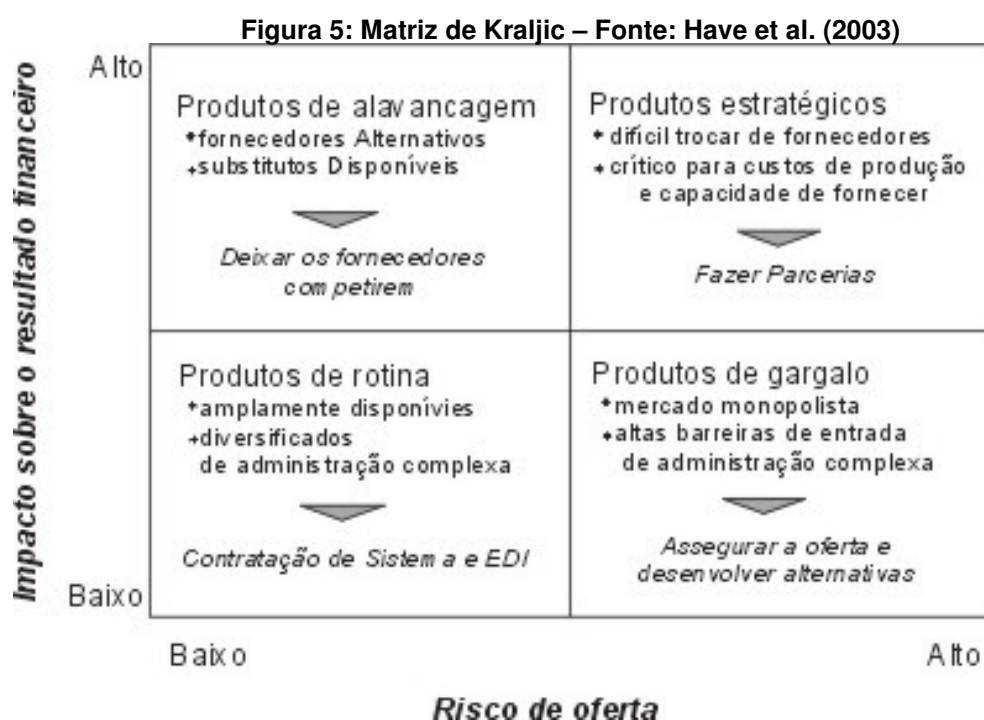 Figura 5: Matriz de Kraljic – Fonte: Have et al. (2003)
Impacto sobre o resultado financeiro
Alto
Produtos de alavancagem
fornecedores Alternativos
substitutos Disponíveis
Deixar os fornecedores
competirem
Produtos estratégicos
difícil trocar de fornecedores
crítico para custos de produção
e capacidade de fornecer
Fazer Parcerias
Produtos de rotina
amplamente disponívies
diversificados
de administração complexa
Contratação de Sistema e EDI
Produtos de gargalo
mercado monopolista
altas barreiras de entrada
de administração complexa
Assegurar a oferta e
desenvolver alternativas
Baixo
Baixo
Alto
Risco de oferta